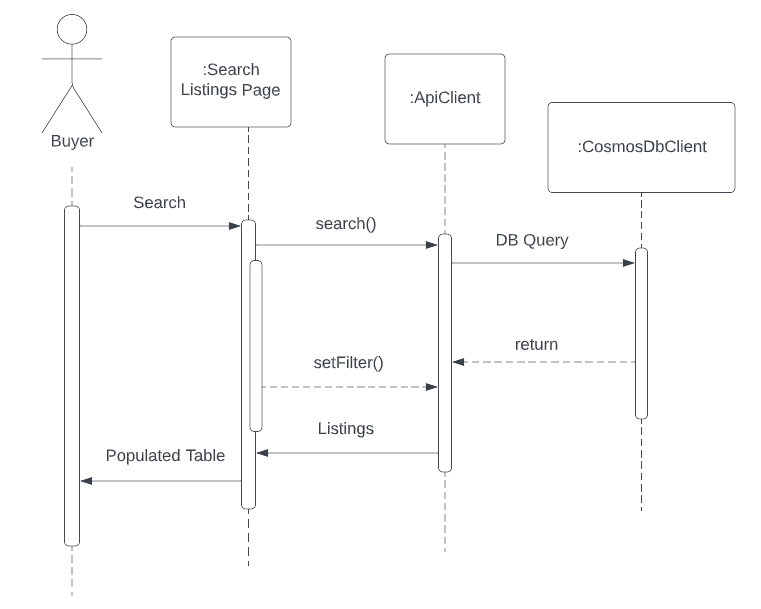 :Search
Listings Page
:ApiClient
:CosmosDbClient
Buyer
Search
search()
DB Query
return
setFilter()
Listings
Populated Table